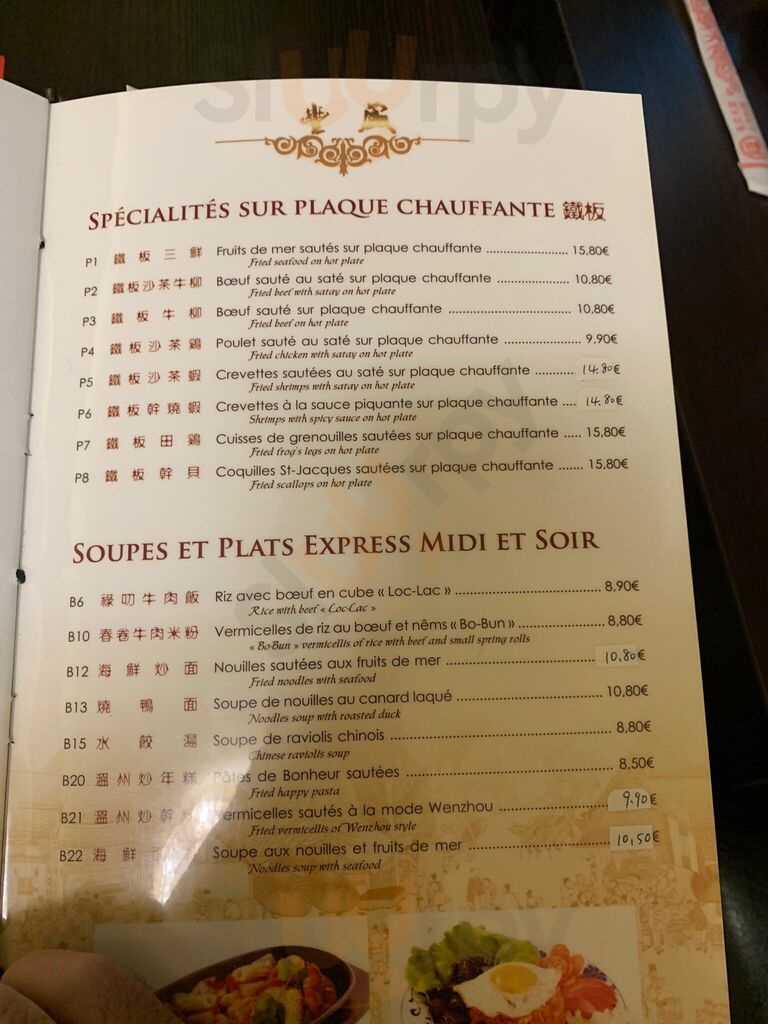 SPÉCIALITÉS SUR PLAQUE CHAUFFANTE 鐵板
P1 鐵板三鮮 Fruits de mer sautés sur plaque chauffante ........ 15,80€
Fried seafood on hot plate
P2 鐵板沙茶牛柳 Bœuf sauté au saté sur plaque chauffante ........ 10,80€
Fried beef with satay on hot plate
P3 鐵板牛柳 Bœuf sauté sur plaque chauffante ........ 10,80€
Fried beef on hot plate
P4 鐵板沙茶鷄 Poulet sauté au saté sur plaque chauffante ........ 9,90€
Fried chicken with satay on hot plate
P5 鐵板沙茶蝦 Crevettes sautées au saté sur plaque chauffante ........ 14.80€
Fried shrimps with satay on hot plate
P6 鐵板幹燒蝦 Crevettes à la sauce piquante sur plaque chauffante .... 14.80€
Shrimps with spicy sauce on hot plate
P7 鐵板田鷄 Cuisses de grenouilles sautées sur plaque chauffante ..... 15,80€
Fried frog's legs on hot plate
P8 鐵板幹貝 Coquilles St-Jacques sautées sur plaque chauffante ....... 15,80€
Fried scallops on hot plate
SOUPES ET PLATS EXPRESS MIDI ET SOIR
B6 祿叨牛肉飯 Riz avec bœuf en cube « Loc-Lac » ........ 8,90€
Rice with beef « Loc-Lac »
B10 春卷牛肉米粉 Vermicelles de riz au bœuf et nêms « Bo-Bun » ........ 8,80€
« Bo-Bun » vermicellis of rice with beef and small spring rolls
B12 海鮮炒面 Nouilles sautées aux fruits de mer ........ 10,80€
Fried noodles with seafood
B13 燒鴨面 Soupe de nouilles au canard laqué ........ 10,80€
Noodles soup with roasted duck
B15 水餃湯 Soupe de raviolis chinois ........ 8,80€
Chinese raviolis soup
B20 溫州炒年糕 Pâtes de Bonheur sautées ........ 8,50€
Fried happy pasta
B21 溫州炒幹 Vermicelles sautés à la mode Wenzhou ........ 9.90€
Fried vermicellis of Wenzhou style
B22 海鮮 Soupe aux nouilles et fruits de mer ........ 10,50€
Noodles soup with seafood
sluurpy